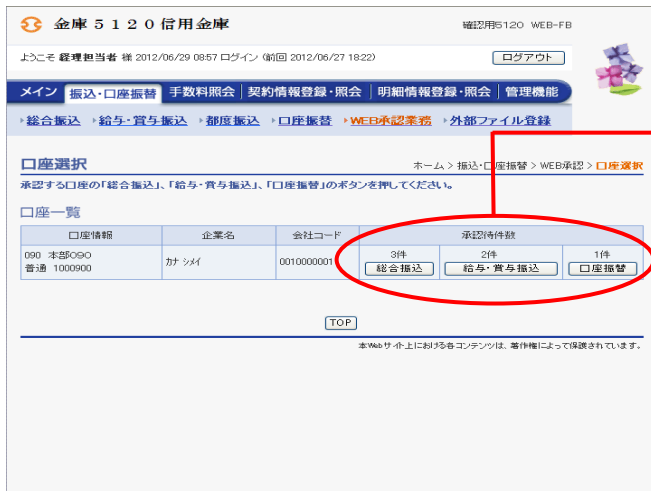 金庫５１２０信用金庫
確認用5120 WEB-FB
ようこそ 経理担当者 様 2012/06/29 08:57 ログイン (前回 2012/06/27 18:22)
ログアウト
メイン 振込・口座振替 手数料照会 契約情報登録・照会 明細情報登録・照会 管理機能
総合振込 給与・賞与振込 都度振込 口座振替 WEB承認業務 外部ファイル登録
口座選択
ホーム > 振込・口座振替 > WEB承認 > 口座選択
承認する口座の「総合振込」、「給与・賞与振込」、「口座振替」のボタンを押してください。
口座一覧
口座情報 企業名 会社コード 承認待件数
090 本部090
普通 1000900
カナ シメイ
0010000001
3件 2件 1件
総合振込 給与・賞与振込 口座振替
TOP
本Webサイト上における各コンテンツは、著作権によって保護されています。